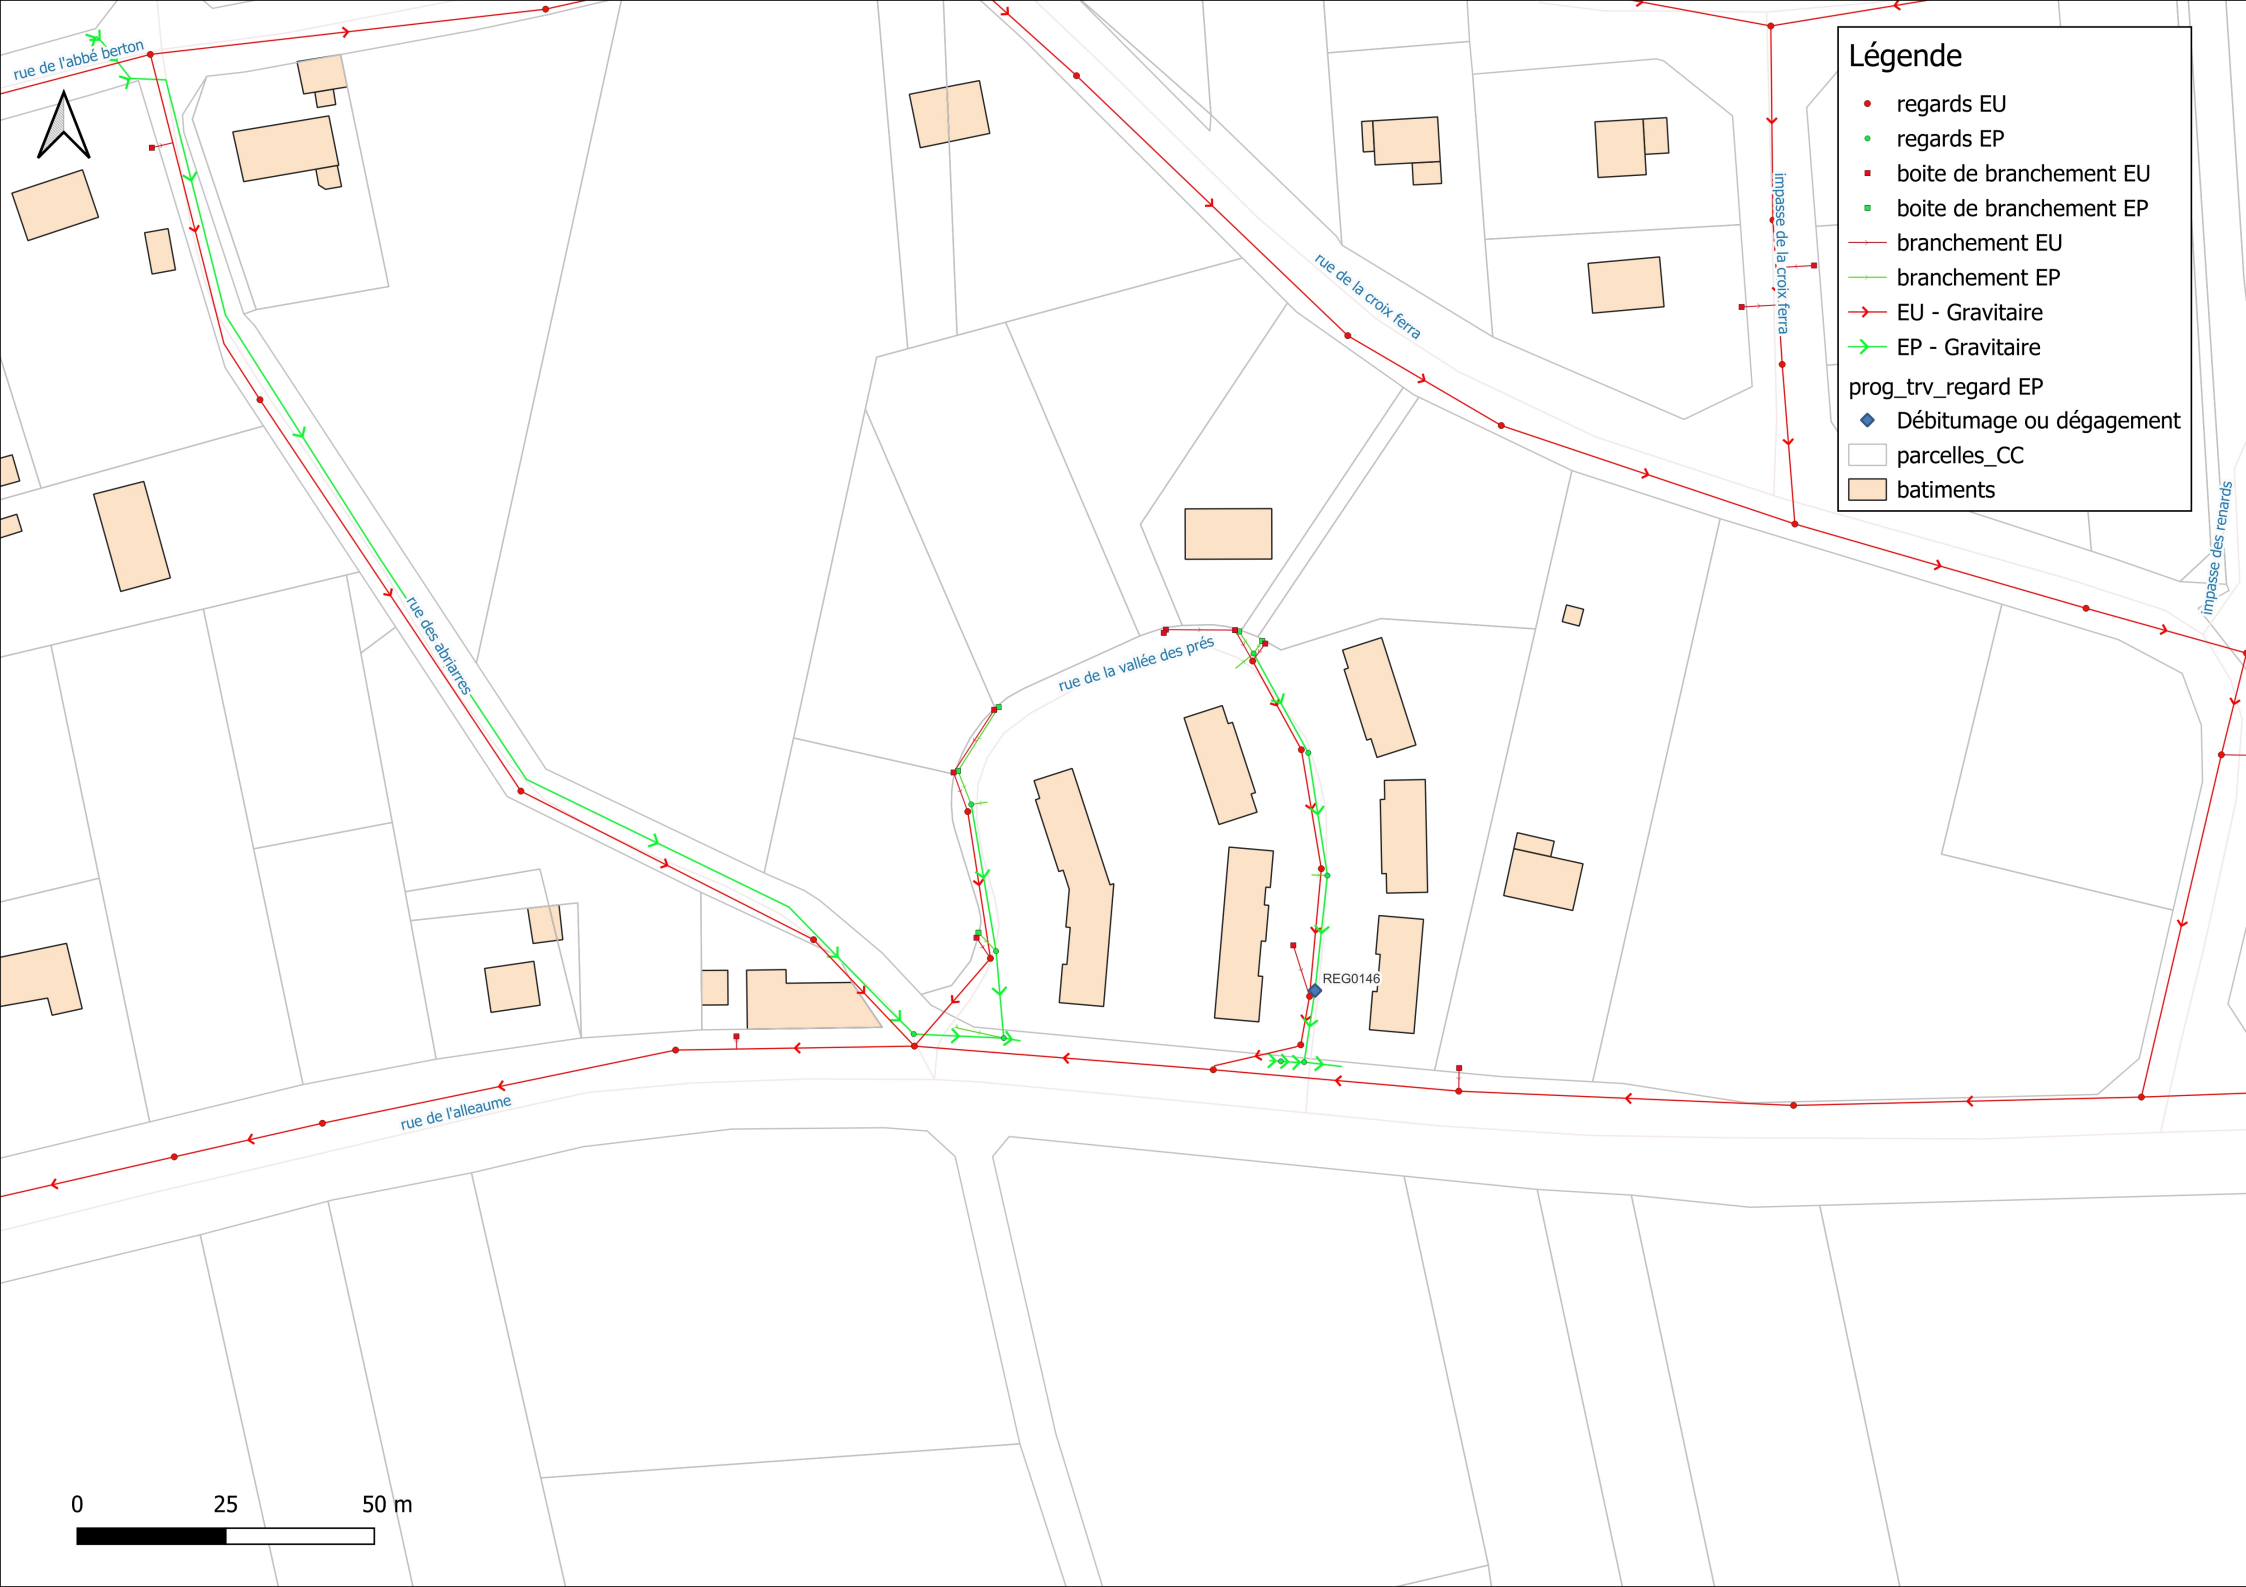 rue de l'abbé berton
rue de la croix ferra
impasse de la croix ferra
Légende
regards EU
regards EP
boite de branchement EU
boite de branchement EP
branchement EU
branchement EP
EU - Gravitaire
EP - Gravitaire
prog_trv_regard EP
Débitumage ou dégagement
parcelles_CC
batiments
impasse des renards
rue des abriarres
rue de la vallée des prés
REG0146
rue de l'alleaume
0 25 50 m